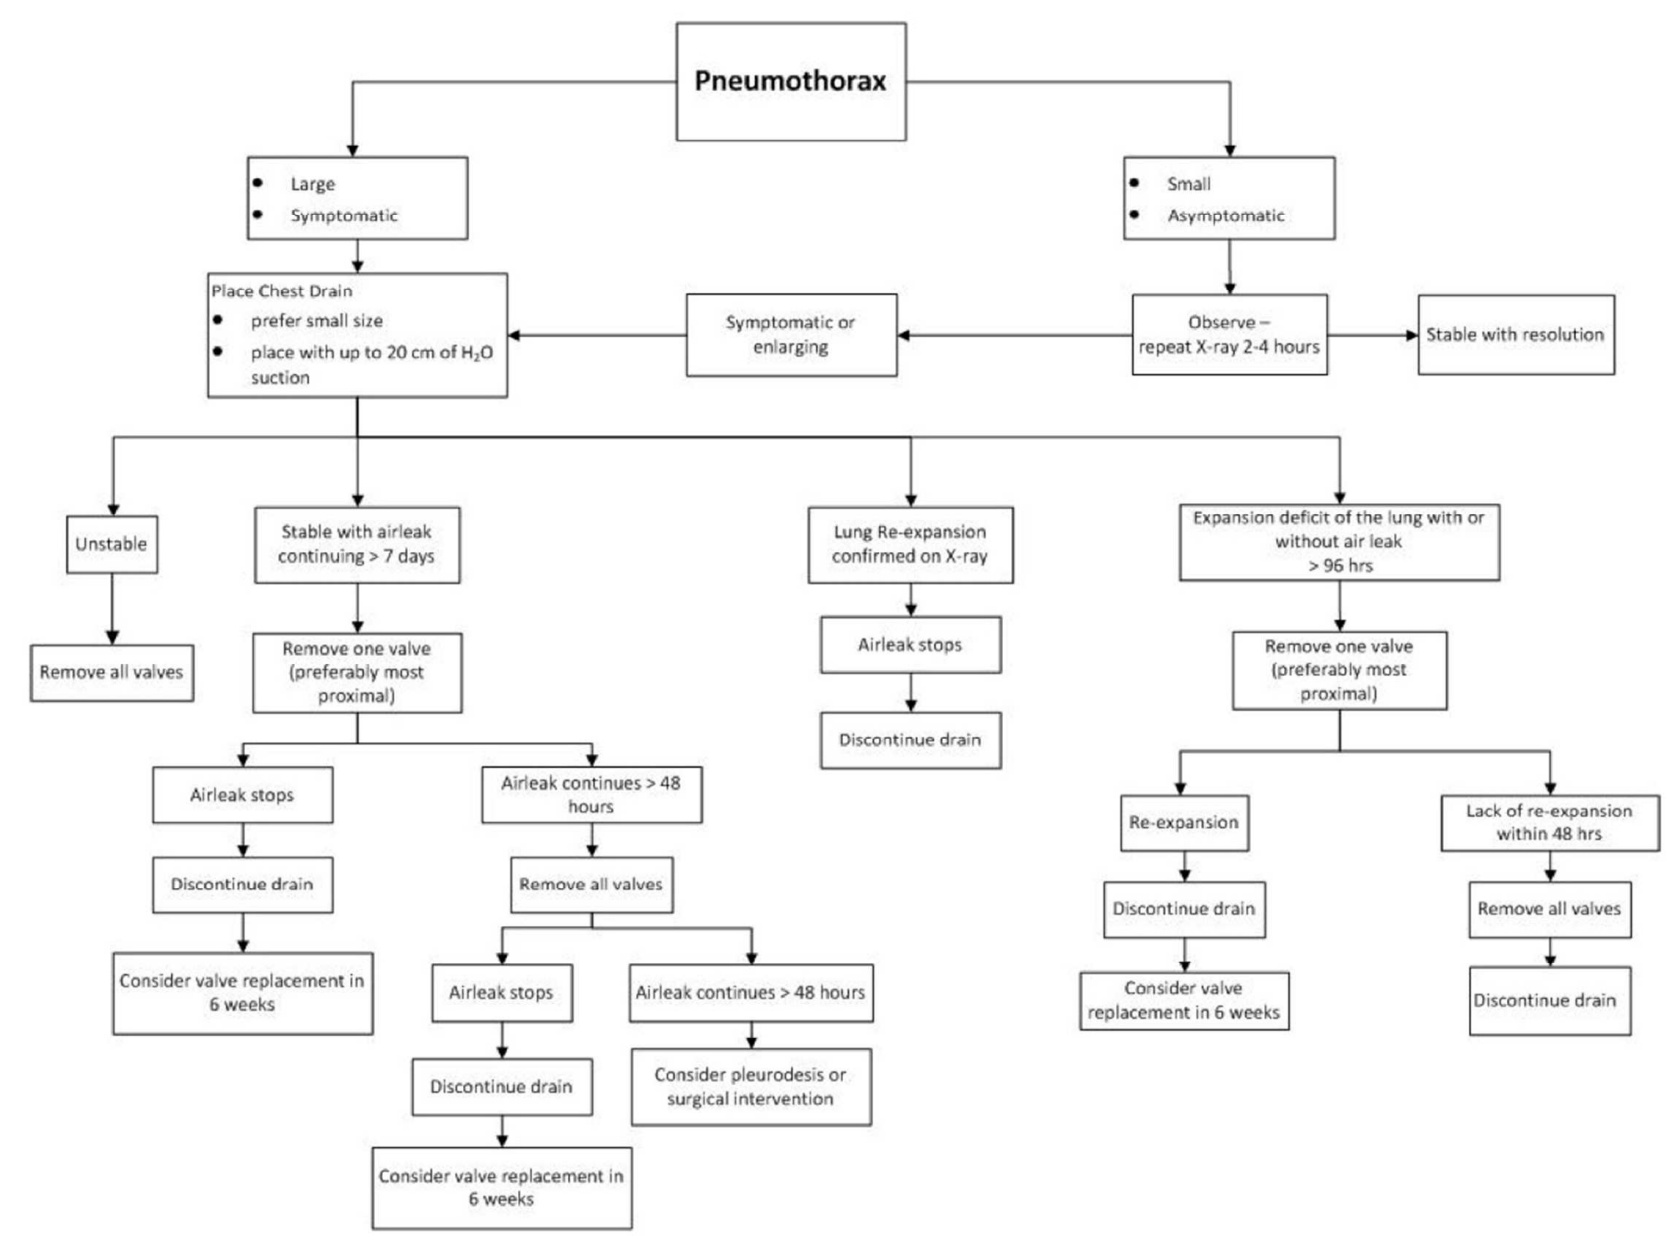 Pneumothorax
● Large
● Symptomatic
● Small
● Asymptomatic
Place Chest Drain
● prefer small size
● place with up to 20 cm of H₂O
suction
Symptomatic or
enlarging
Observe –
repeat X-ray 2-4 hours
Stable with resolution
Unstable
Stable with airleak
continuing > 7 days
Lung Re-expansion
confirmed on X-ray
Expansion deficit of the lung with or
without air leak
> 96 hrs
Remove all valves
Remove one valve
(preferably most
proximal)
Airleak stops
Discontinue drain
Remove one valve
(preferably most
proximal)
Airleak stops
Airleak continues > 48
hours
Re-expansion
Lack of re-expansion
within 48 hrs
Discontinue drain
Remove all valves
Discontinue drain
Remove all valves
Consider valve replacement in
6 weeks
Airleak stops
Airleak continues > 48 hours
Consider valve
replacement in 6 weeks
Discontinue drain
Discontinue drain
Consider pleurodesis or
surgical intervention
Consider valve replacement in
6 weeks